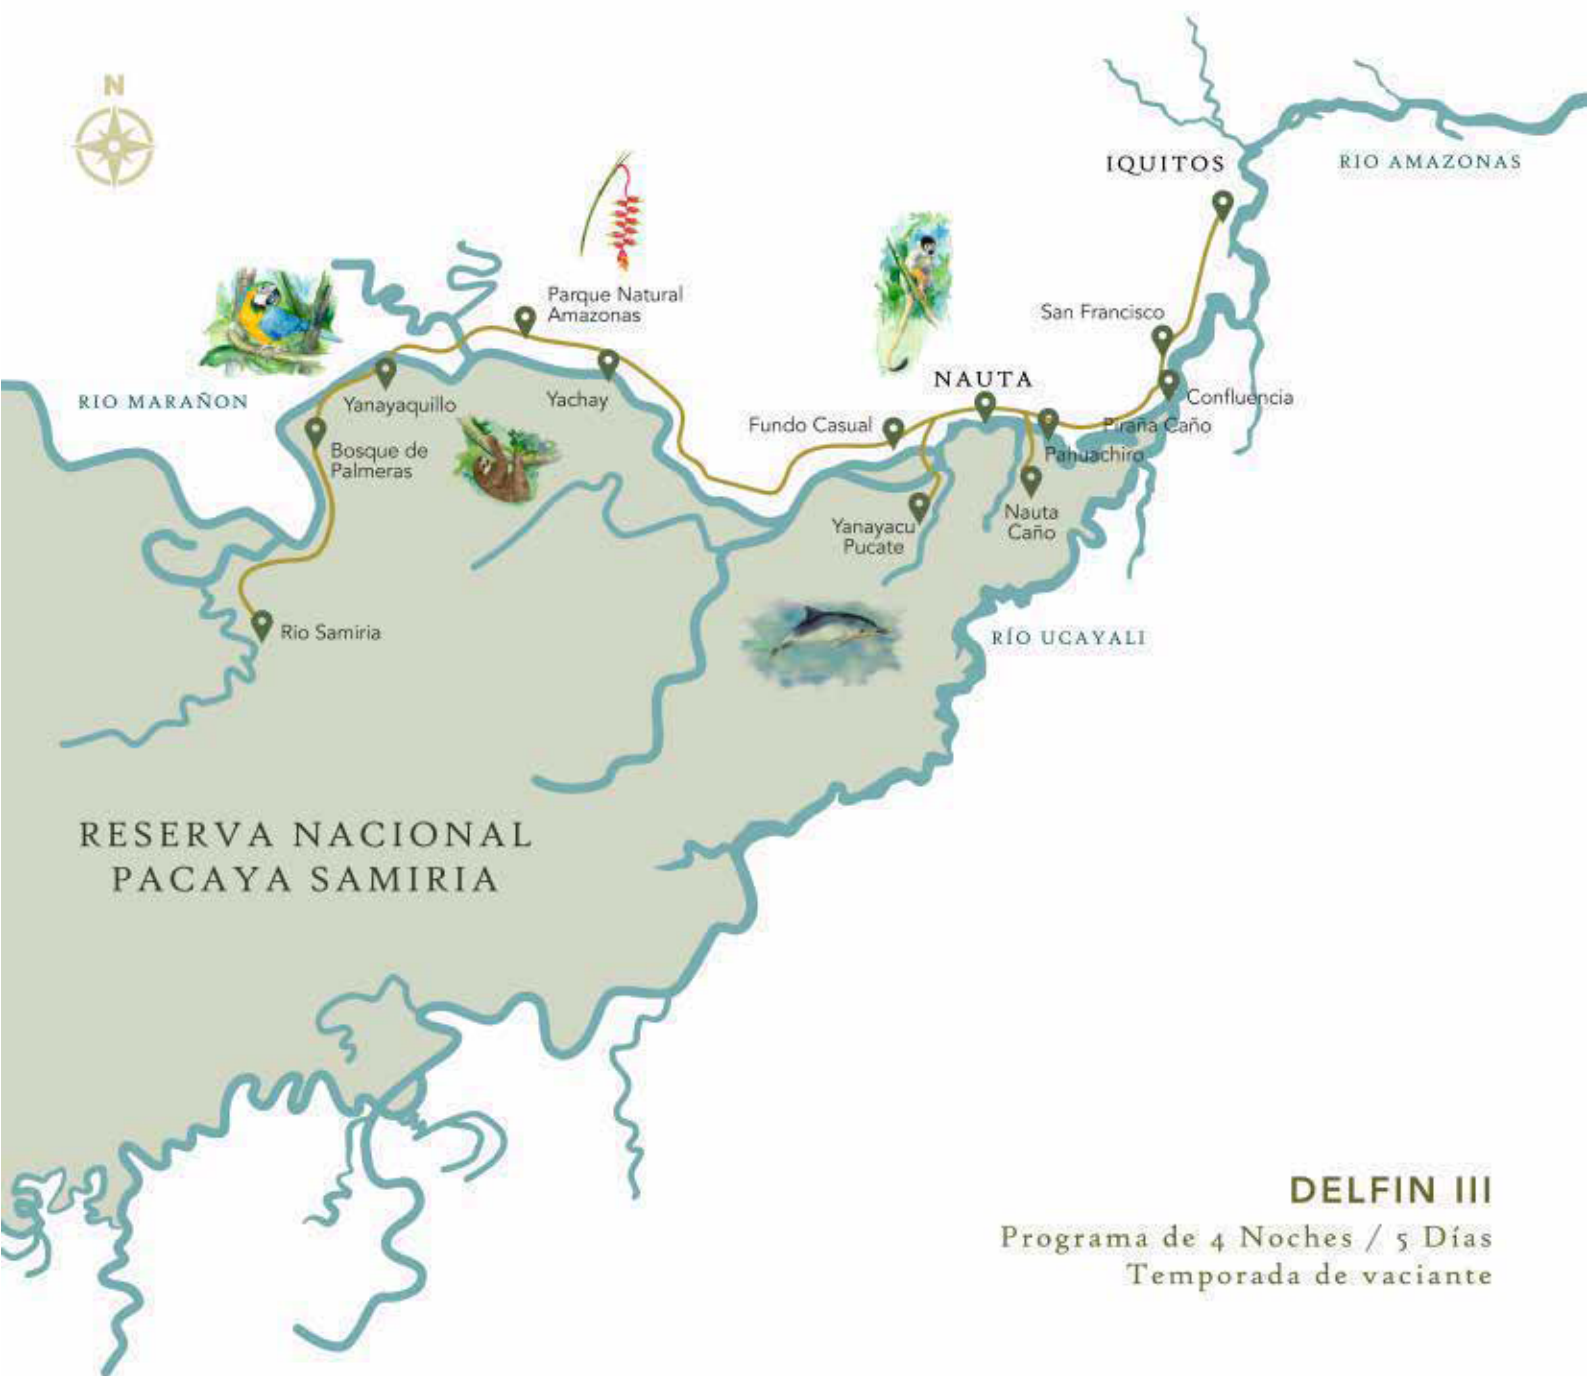 N
IQUITOS
RIO AMAZONAS
Parque Natural
Amazonas
San Francisco
RIO MARAÑON
Yanayaquillo
Yachay
NAUTA
Confluencia
Fundo Casual
Piraña Caño
Bosque de
Palmeras
Pahuachiro
Yanayacu
Pucate
Nauta
Caño
Rio Samiria
RÍO UCAYALI
RESERVA NACIONAL
PACAYA SAMIRIA
DELFIN III
Programa de 4 Noches / 5 Días
Temporada de vaciante